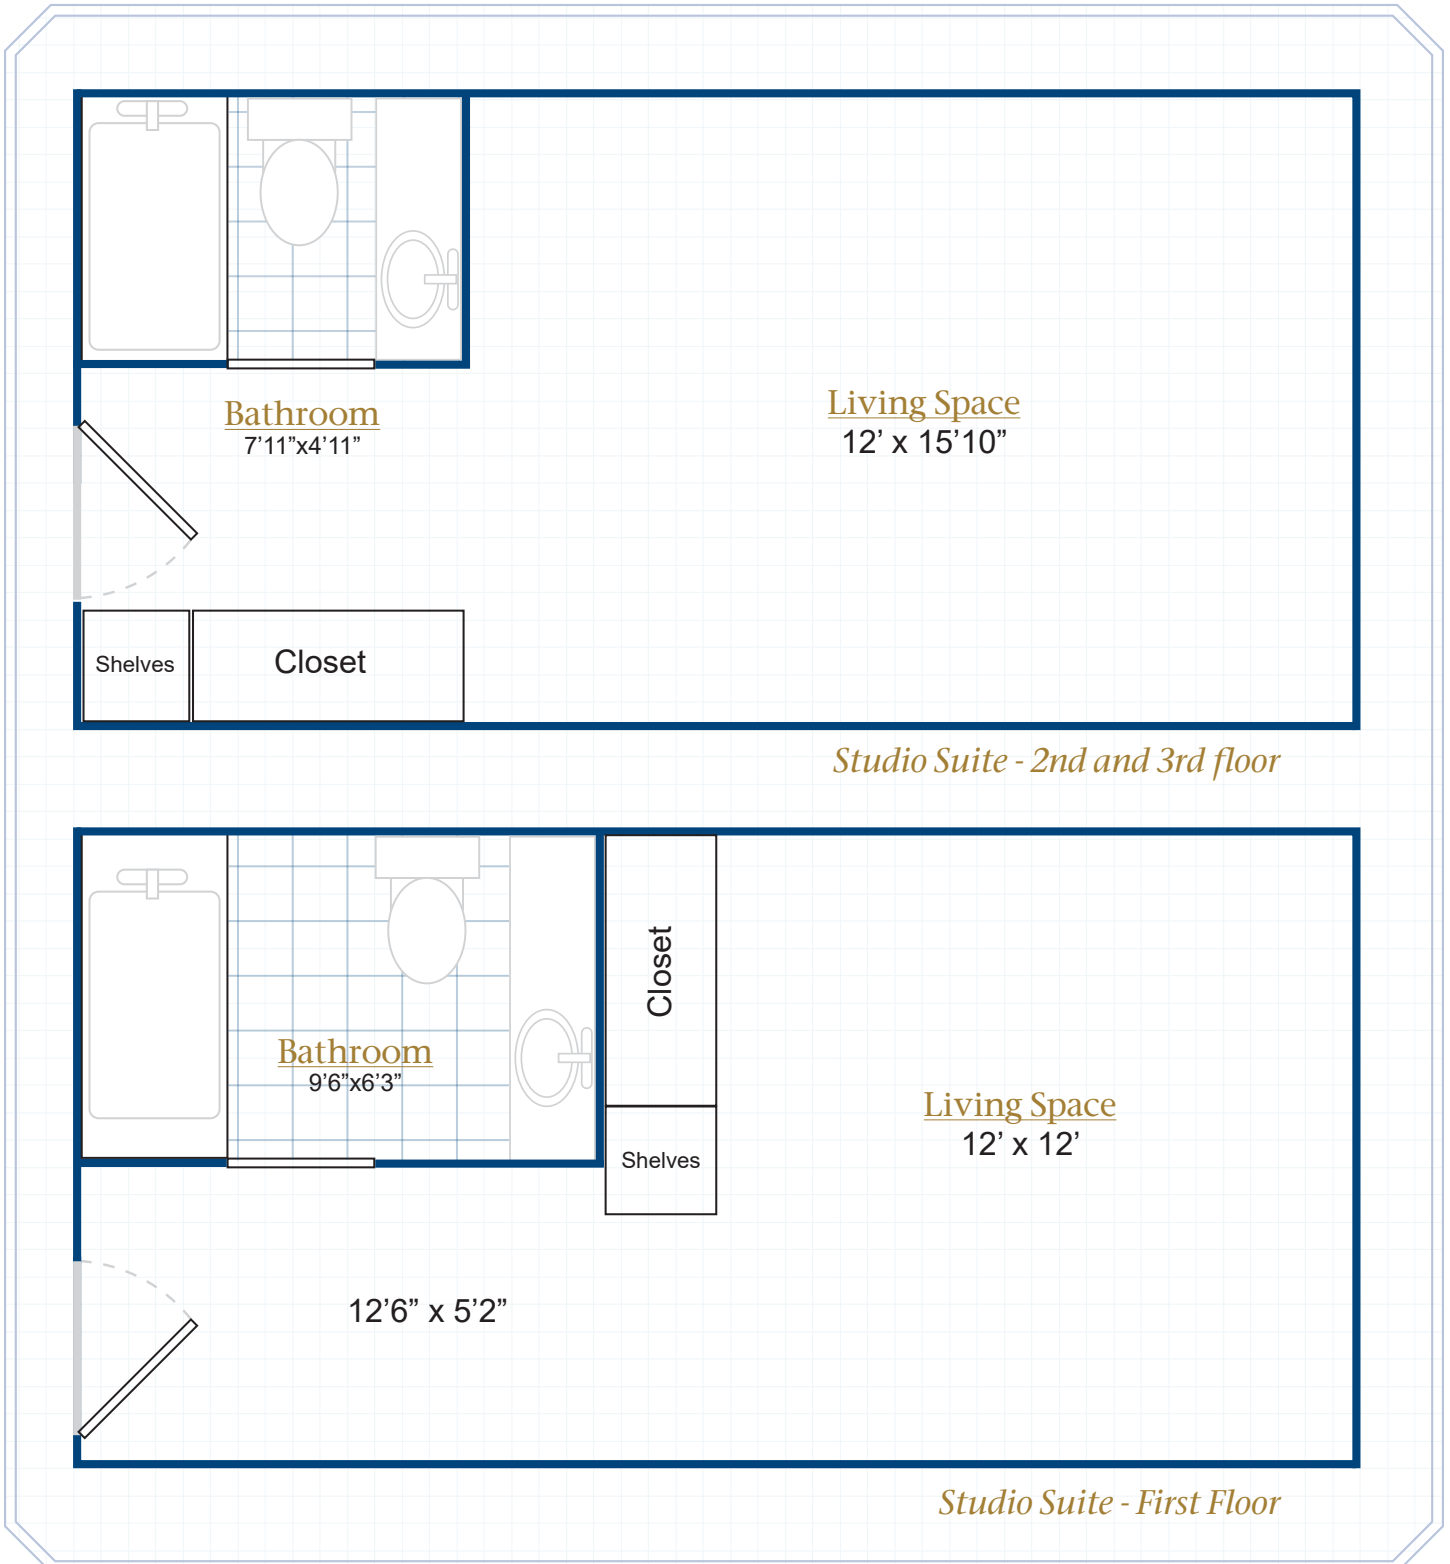 Bathroom
7’11”x4’11”
Living Space
12’ x 15’10”
Shelves
Closet
Studio Suite - 2nd and 3rd floor
Closet
Bathroom
9’6”x6’3”
Living Space
12’ x 12’
Shelves
12’6” x 5’2”
Studio Suite - First Floor